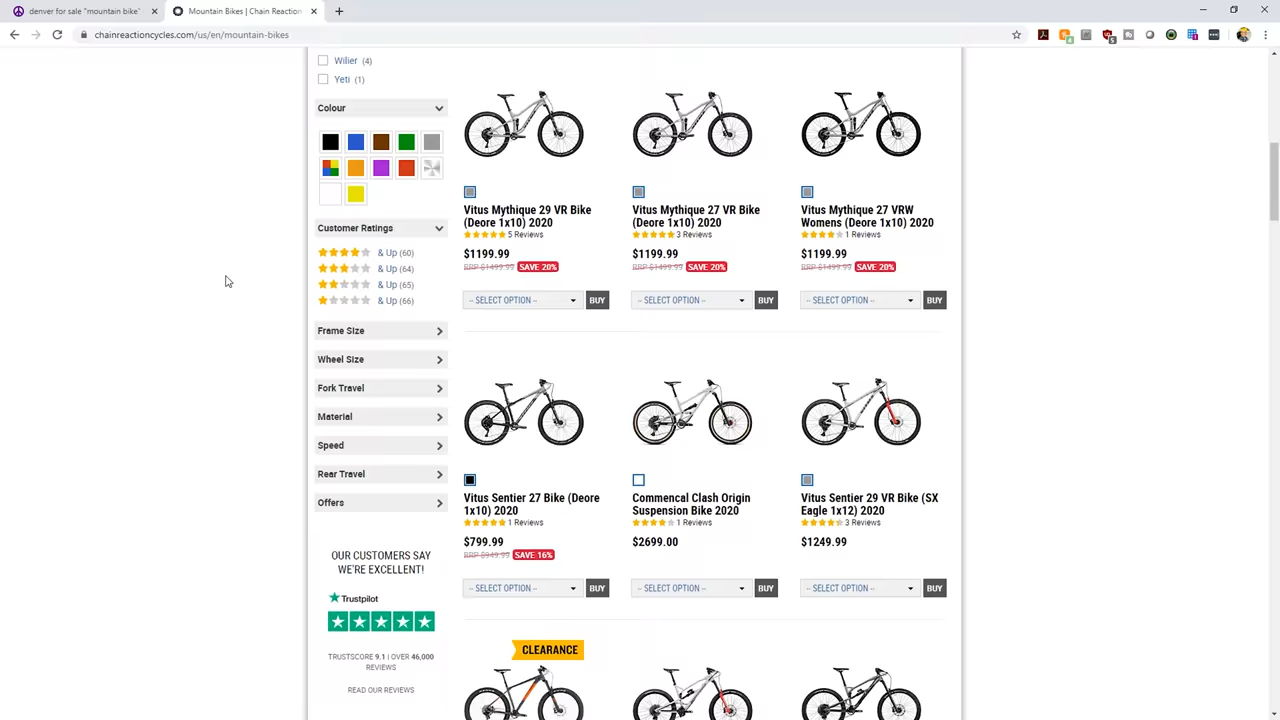 denver for sale "mountain bike"
Mountain Bikes | Chain Reaction
chainreactioncycles.com/us/en/mountain-bikes
Wilier (4)
Yeti (1)
Colour
Customer Ratings
& Up (60)
& Up (64)
& Up (65)
& Up (66)
Frame Size
Wheel Size
Fork Travel
Material
Speed
Rear Travel
Offers
OUR CUSTOMERS SAY
WE'RE EXCELLENT!
Trustpilot
TRUSTSCORE 9.1 | OVER 46,000
REVIEWS
READ OUR REVIEWS
Vitus Mythique 29 VR Bike
(Deore 1x10) 2020
3 Reviews
$1199.99
RRP $1499.99 SAVE 20%
-- SELECT OPTION -- BUY
Vitus Mythique 27 VR Bike
(Deore 1x10) 2020
3 Reviews
$1199.99
RRP $1499.99 SAVE 20%
-- SELECT OPTION -- BUY
Vitus Mythique 27 VRW
Womens (Deore 1x10) 2020
1 Reviews
$1199.99
RRP $1499.99 SAVE 20%
-- SELECT OPTION -- BUY
Vitus Sentier 27 Bike (Deore
1x10) 2020
1 Reviews
$799.99
RRP $949.99 SAVE 16%
-- SELECT OPTION -- BUY
Commencal Clash Origin
Suspension Bike 2020
1 Reviews
$2699.00
-- SELECT OPTION -- BUY
Vitus Sentier 29 VR Bike (SX
Eagle 1x12) 2020
3 Reviews
$1249.99
-- SELECT OPTION -- BUY
CLEARANCE